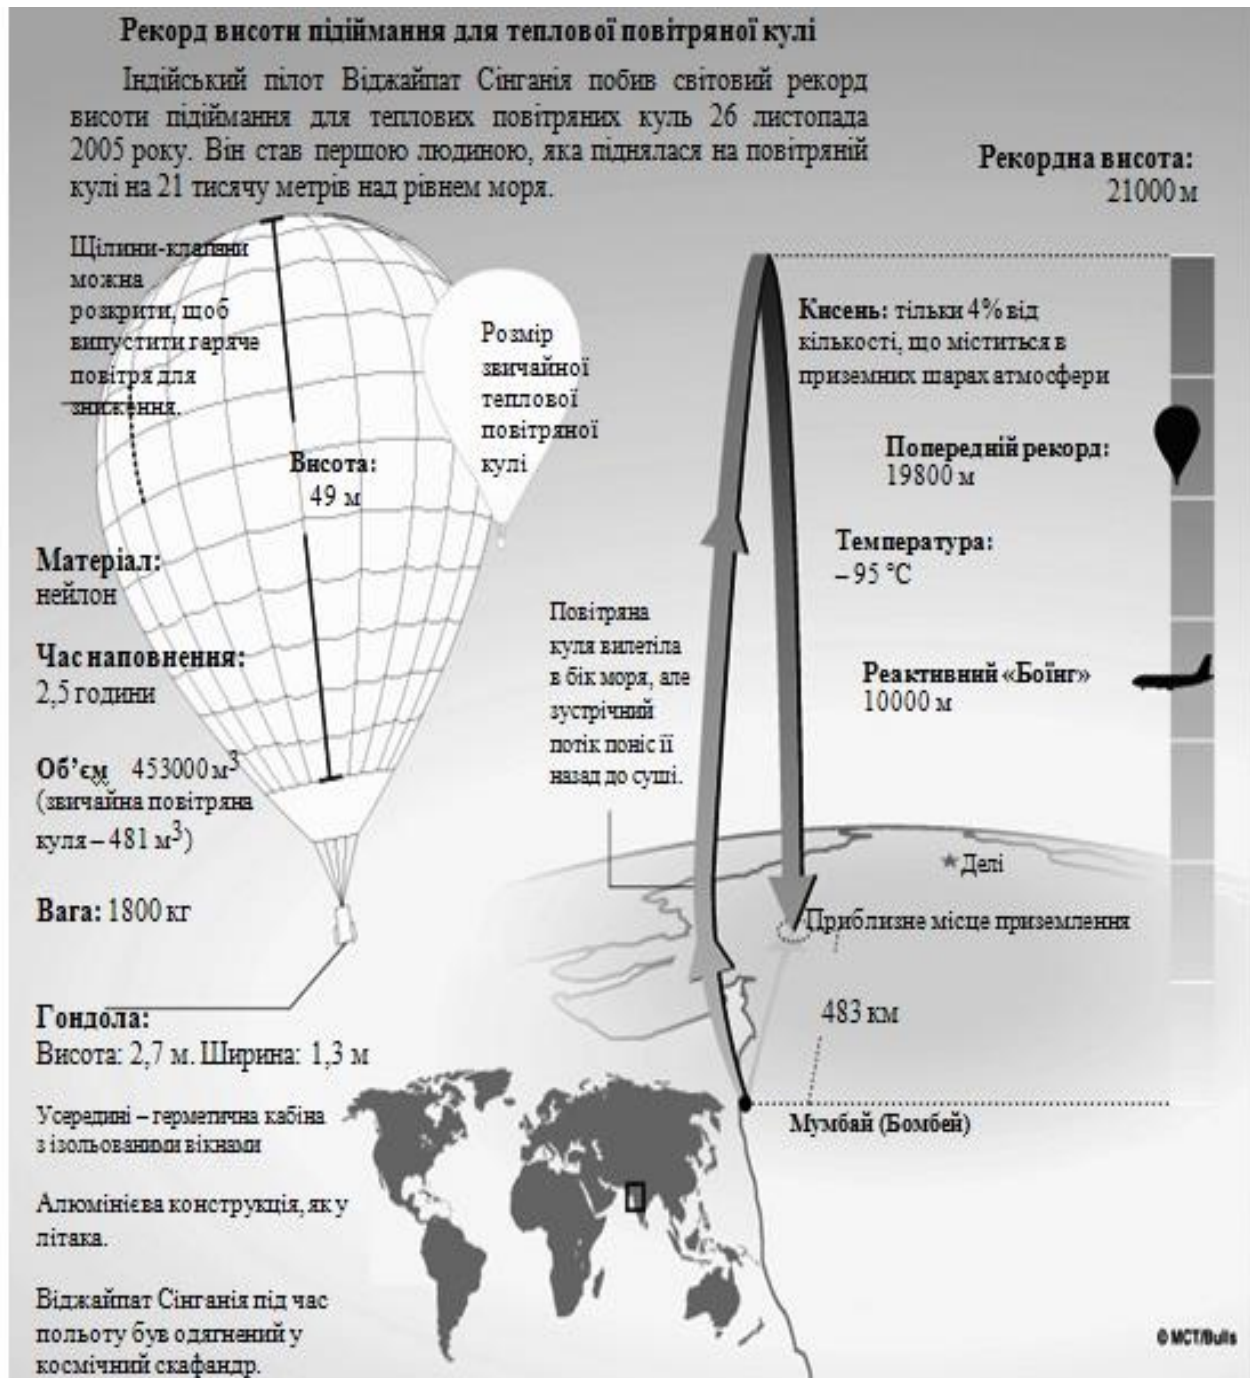 Рекорд висоти підіймання для теплової повітряної кулі
Індійський пілот Віджайпат Сінганія побив світовий рекорд
висоти підіймання для теплових повітряних куль 26 листопада
2005 року. Він став першою людиною, яка піднялася на повітряній
кулі на 21 тисячу метрів над рівнем моря.
Рекордна висота:
21000 м
Щілини-клапани
можна
розкрити, щоб
випустити гаряче
повітря для
зниження.
Розмір
звичайної
теплової
повітряної
кулі
Висота:
49 м
Кисень: тільки 4% від
кількості, що міститься в
приземних шарах атмосфери
Попередній рекорд:
19800 м
Температура:
– 95 °C
Реактивний «Боїнг»
10000 м
Матеріал:
нейлон
Час наповнення:
2,5 години
Об’єм 453000 м³
(звичайна повітряна
куля – 481 м³)
Вага: 1800 кг
Повітряна
куля вилетіла
в бік моря, але
зустрічний
потік поніс її
назад до суші.
Делі
Приблизне місце приземлення
483 км
Мумбай (Бомбей)
Гондола:
Висота: 2,7 м. Ширина: 1,3 м
Усередині – герметична кабіна
з ізольованими вікнами
Алюмінієва конструкція, як у
літака.
Віджайпат Сінганія під час
польоту був одягнений у
космічний скафандр.
© MCT/Bulls